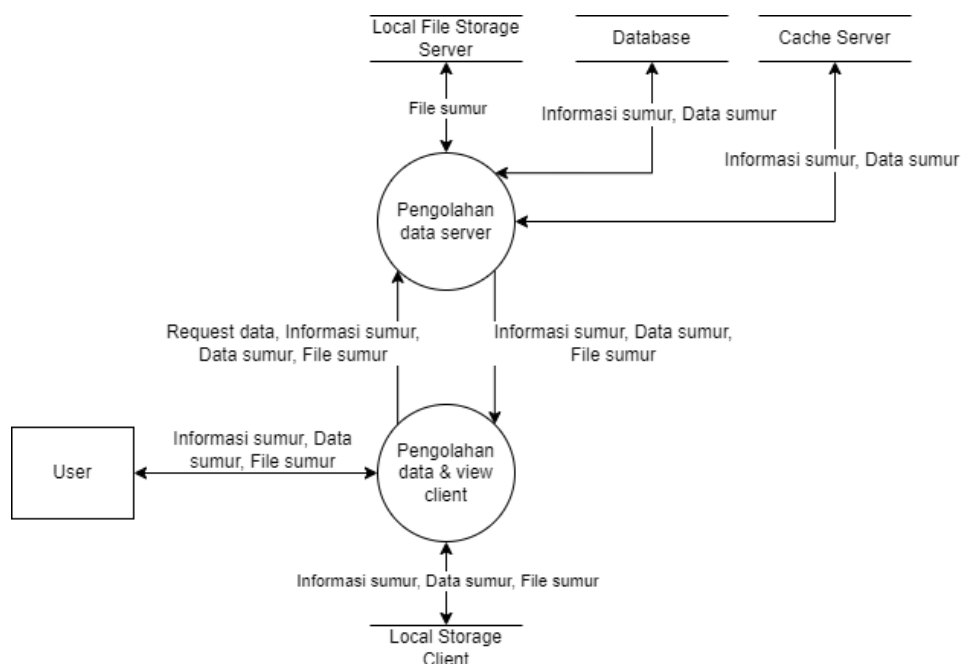 Local File Storage
Server
Database
Cache Server
File sumur
Informasi sumur, Data sumur
Informasi sumur, Data sumur
Pengolahan
data server
Request data, Informasi sumur,
Data sumur, File sumur
Informasi sumur, Data sumur,
File sumur
User
Informasi sumur, Data
sumur, File sumur
Pengolahan
data & view
client
Informasi sumur, Data sumur, File sumur
Local Storage
Client